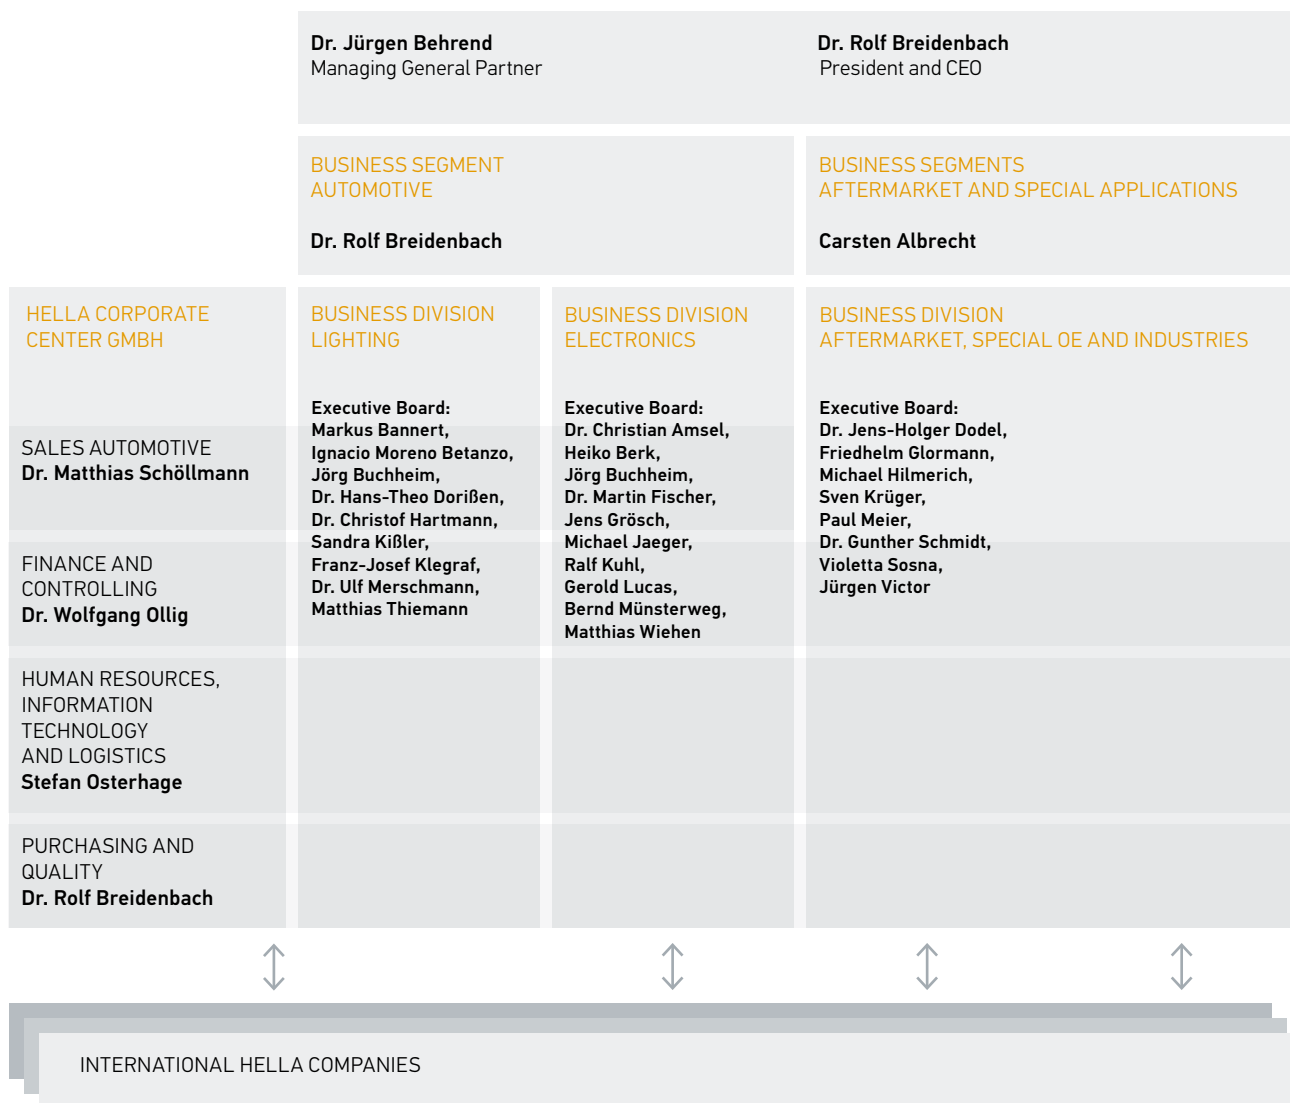 Dr. Jürgen Behrend
Managing General Partner
Dr. Rolf Breidenbach
President and CEO
BUSINESS SEGMENT
AUTOMOTIVE
Dr. Rolf Breidenbach
BUSINESS SEGMENTS
AFTERMARKET AND SPECIAL APPLICATIONS
Carsten Albrecht
HELLA CORPORATE
CENTER GMBH
SALES AUTOMOTIVE
Dr. Matthias Schöllmann
FINANCE AND
CONTROLLING
Dr. Wolfgang Ollig
HUMAN RESOURCES,
INFORMATION
TECHNOLOGY
AND LOGISTICS
Stefan Osterhage
PURCHASING AND
QUALITY
Dr. Rolf Breidenbach
BUSINESS DIVISION
LIGHTING
Executive Board:
Markus Bannert,
Ignacio Moreno Betanzo,
Jörg Buchheim,
Dr. Hans-Theo Dorißen,
Dr. Christof Hartmann,
Sandra Kißler,
Franz-Josef Klegraf,
Dr. Ulf Merschmann,
Matthias Thiemann
BUSINESS DIVISION
ELECTRONICS
Executive Board:
Dr. Christian Amsel,
Heiko Berk,
Jörg Buchheim,
Dr. Martin Fischer,
Jens Grösch,
Michael Jaeger,
Ralf Kuhl,
Gerold Lucas,
Bernd Münsterweg,
Matthias Wiehen
BUSINESS DIVISION
AFTERMARKET, SPECIAL OE AND INDUSTRIES
Executive Board:
Dr. Jens-Holger Dodel,
Friedhelm Glormann,
Michael Hilmerich,
Sven Krüger,
Paul Meier,
Dr. Gunther Schmidt,
Violetta Sosna,
Jürgen Victor
INTERNATIONAL HELLA COMPANIES